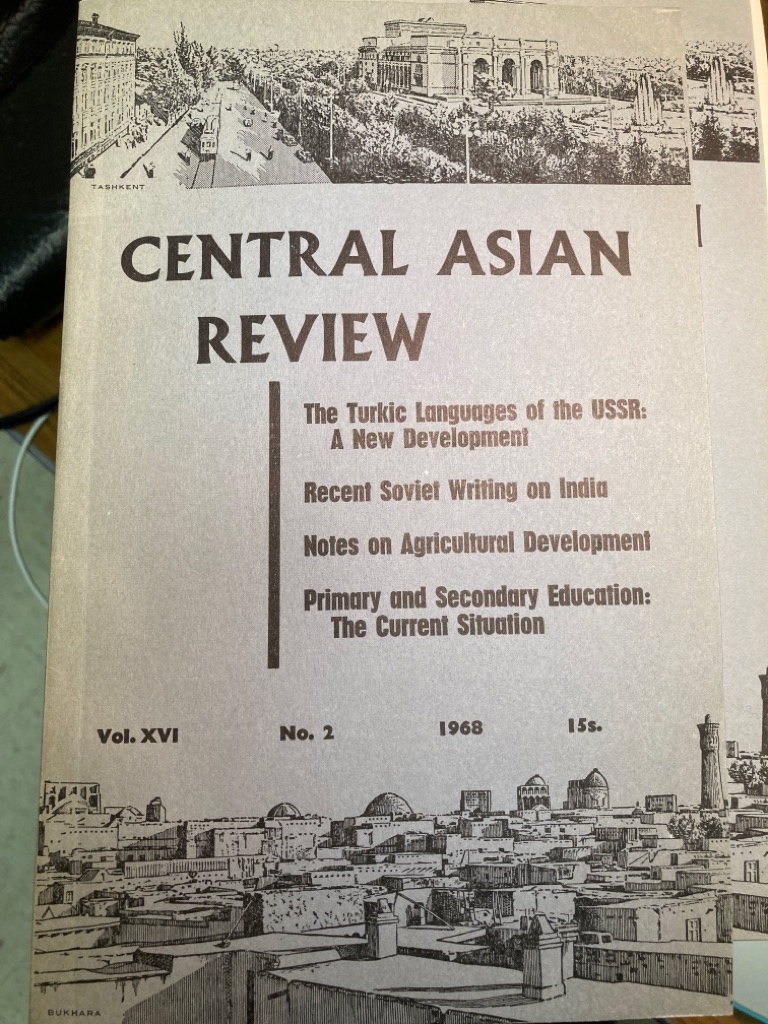 TASHKENT
CENTRAL ASIAN
REVIEW
The Turkic Languages of the USSR:
A New Development
Recent Soviet Writing on India
Notes on Agricultural Development
Primary and Secondary Education:
The Current Situation
Vol. XVI No. 2 1968 15s.
BUKHARA